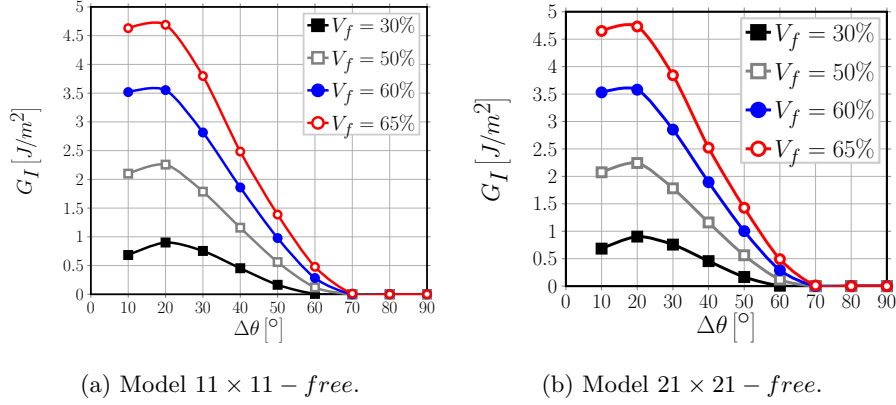 5
4.5
4
3.5
3
2.5
2
1.5
1
0.5
0
G_I [J/m²]
V_f = 30%
V_f = 50%
V_f = 60%
V_f = 65%
0 10 20 30 40 50 60 70 80 90
Δθ [°]
(a) Model 11 × 11 − free.
5
4.5
4
3.5
3
2.5
2
1.5
1
0.5
0
G_I [J/m²]
V_f = 30%
V_f = 50%
V_f = 60%
V_f = 65%
0 10 20 30 40 50 60 70 80 90
Δθ [°]
(b) Model 21 × 21 − free.